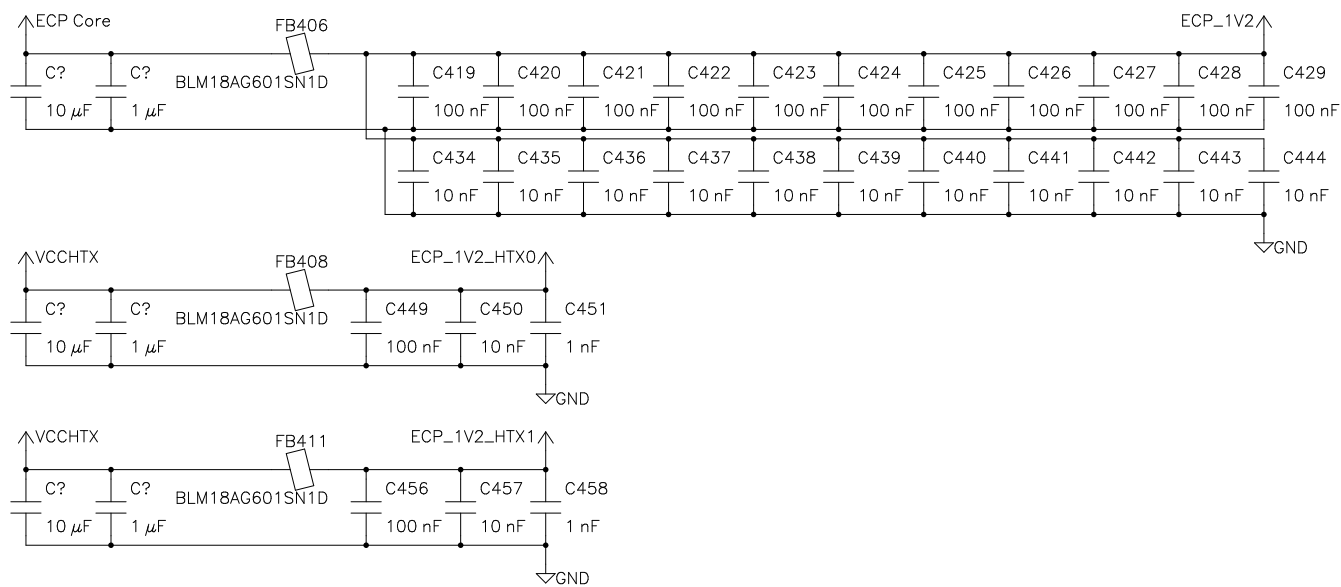 ECP Core
FB406
ECP_1V2
C?
C?
BLM18AG601SN1D
C419
C420
C421
C422
C423
C424
C425
C426
C427
C428
C429
10 µF
1 µF
100 nF
100 nF
100 nF
100 nF
100 nF
100 nF
100 nF
100 nF
100 nF
100 nF
100 nF
C434
C435
C436
C437
C438
C439
C440
C441
C442
C443
C444
10 nF
10 nF
10 nF
10 nF
10 nF
10 nF
10 nF
10 nF
10 nF
10 nF
10 nF
GND
VCCHTX
FB408
ECP_1V2_HTX0
C?
C?
BLM18AG601SN1D
C449
C450
C451
10 µF
1 µF
100 nF
10 nF
1 nF
GND
VCCHTX
FB411
ECP_1V2_HTX1
C?
C?
BLM18AG601SN1D
C456
C457
C458
10 µF
1 µF
100 nF
10 nF
1 nF
GND